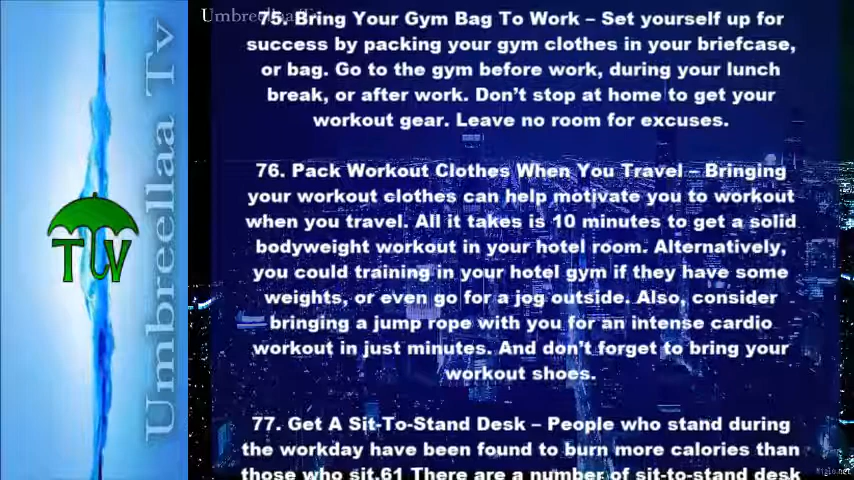 Umbreellaa Tv
75. Bring Your Gym Bag To Work – Set yourself up for
success by packing your gym clothes in your briefcase,
or bag. Go to the gym before work, during your lunch
break, or after work. Don’t stop at home to get your
workout gear. Leave no room for excuses.
76. Pack Workout Clothes When You Travel – Bringing
your workout clothes can help motivate you to workout
when you travel. All it takes is 10 minutes to get a solid
bodyweight workout in your hotel room. Alternatively,
you could training in your hotel gym if they have some
weights, or even go for a jog outside. Also, consider
bringing a jump rope with you for an intense cardio
workout in just minutes. And don’t forget to bring your
workout shoes.
77. Get A Sit-To-Stand Desk – People who stand during
the workday have been found to burn more calories than
those who sit.61 There are a number of sit-to-stand desk
Umbreellaa Tv
TV